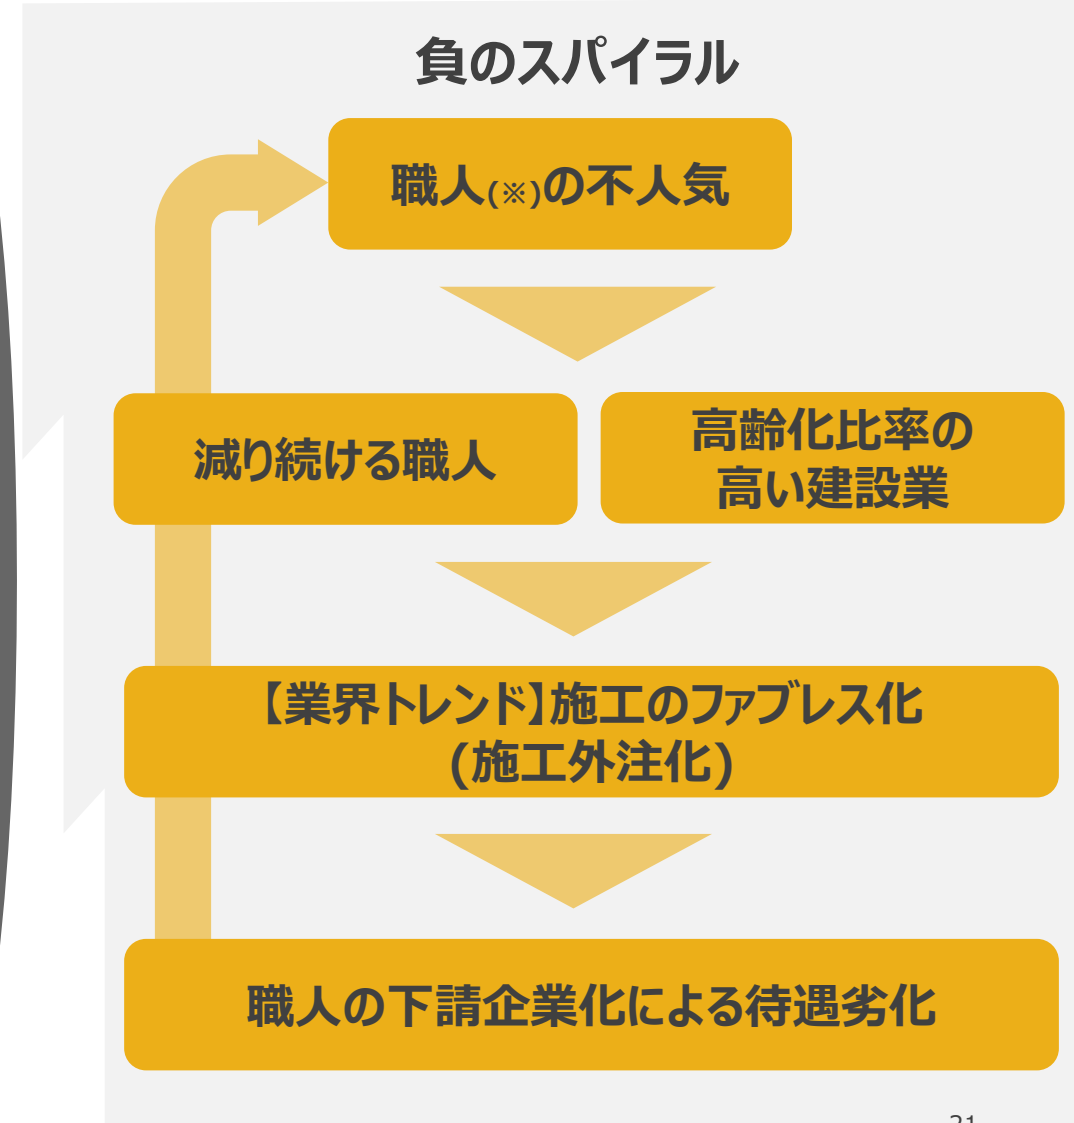 負のスパイラル
職人(※)の不人気
減り続ける職人
高齢化比率の
高い建設業
【業界トレンド】施工のファブレス化
(施工外注化)
職人の下請企業化による待遇劣化